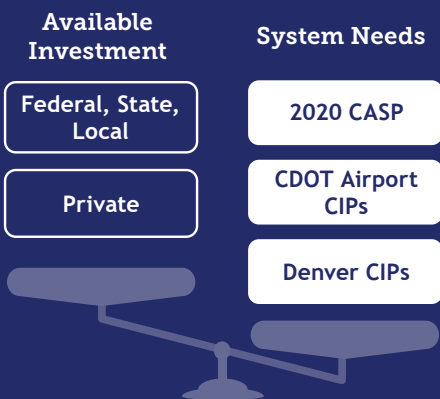 Available
Investment
Federal, State,
Local
Private
System Needs
2020 CASP
CDOT Airport
CIPs
Denver CIPs